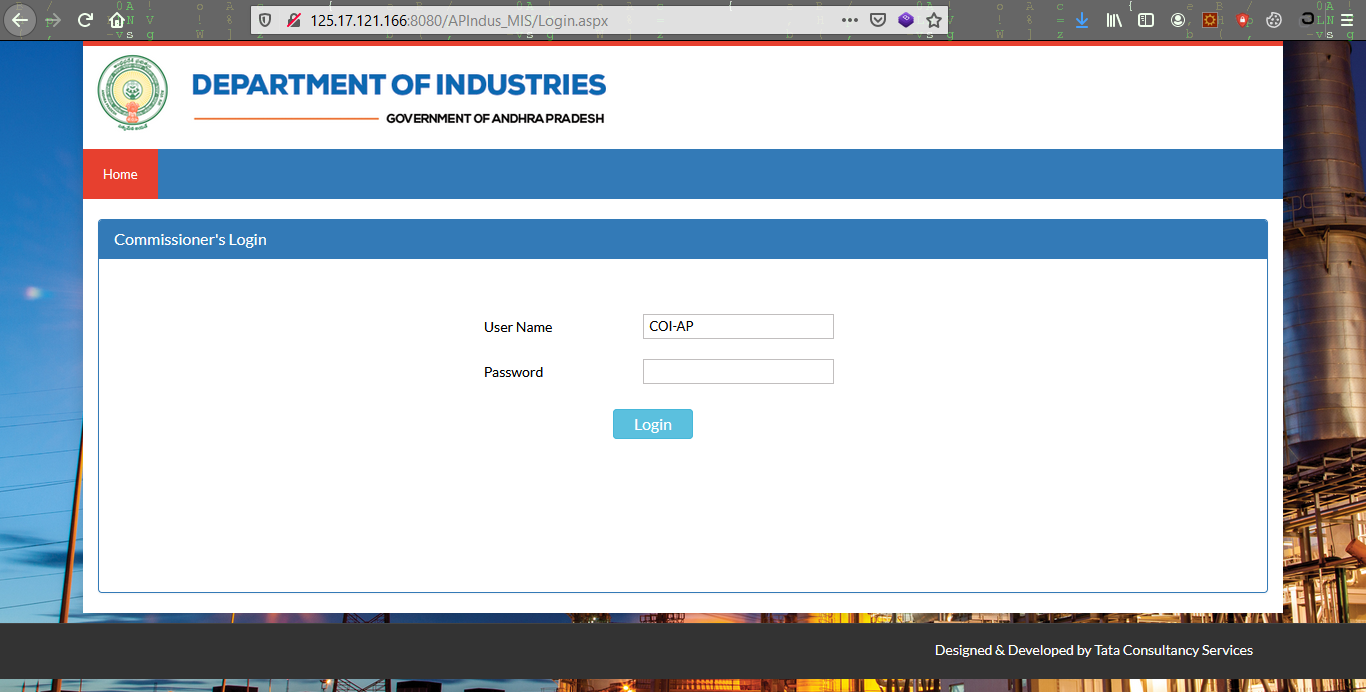 125.17.121.166:8080/APIndus_MIS/Login.aspx
DEPARTMENT OF INDUSTRIES
GOVERNMENT OF ANDHRA PRADESH
Home
Commissioner's Login
User Name
COI-AP
Password
Login
Designed & Developed by Tata Consultancy Services